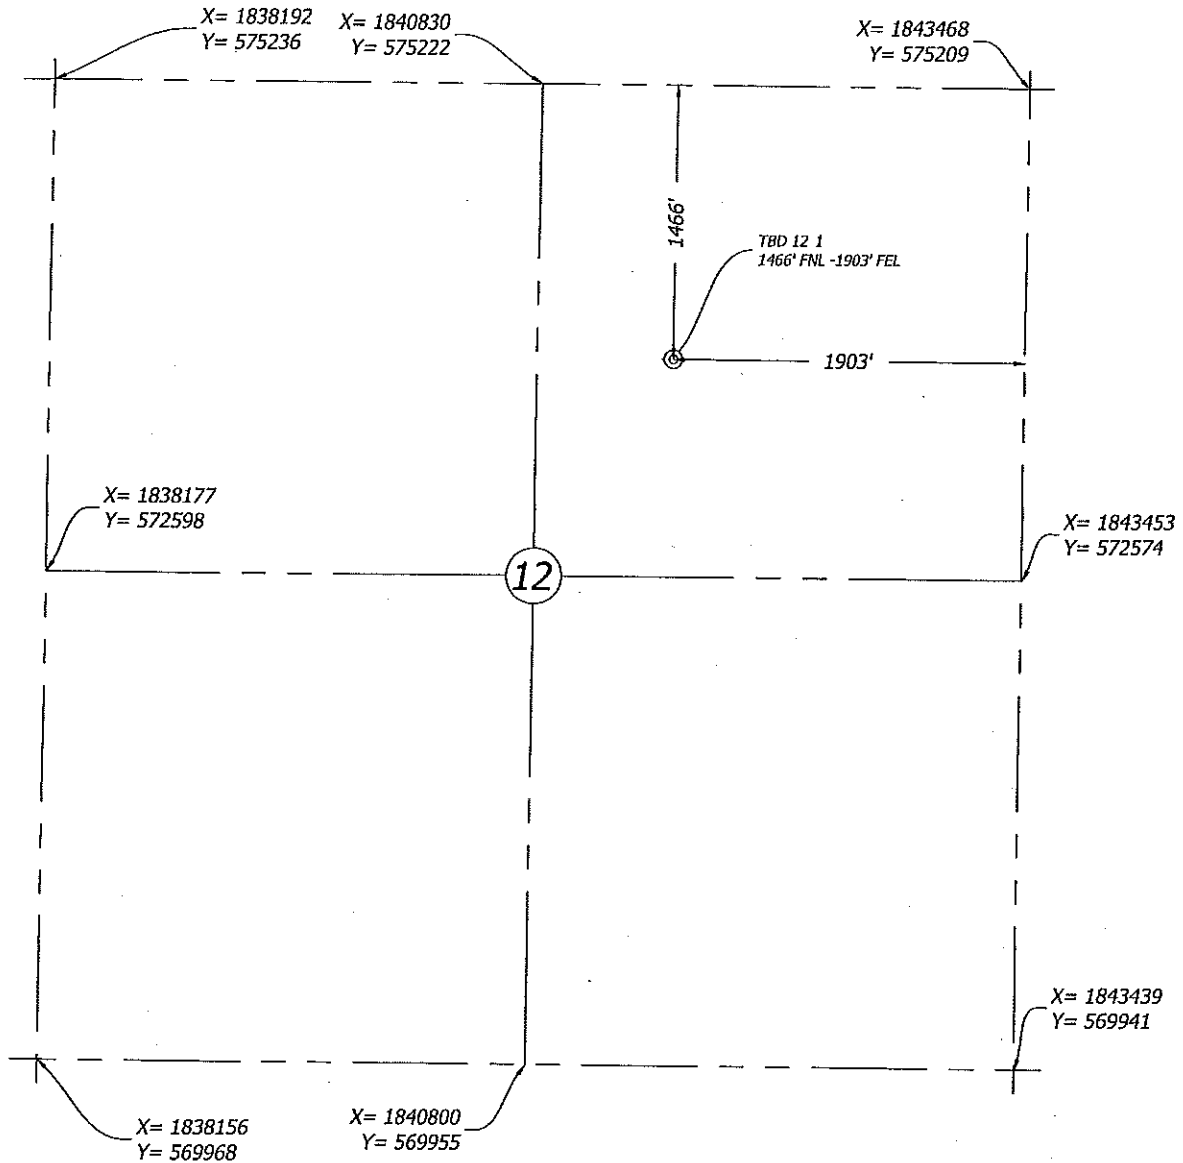 X= 1838192
Y= 575236
X= 1840830
Y= 575222
X= 1843468
Y= 575209
1466'
TBD 12 1
1466' FNL -1903' FEL
1903'
X= 1838177
Y= 572598
12
X= 1843453
Y= 572574
X= 1843439
Y= 569941
X= 1838156
Y= 569968
X= 1840800
Y= 569955